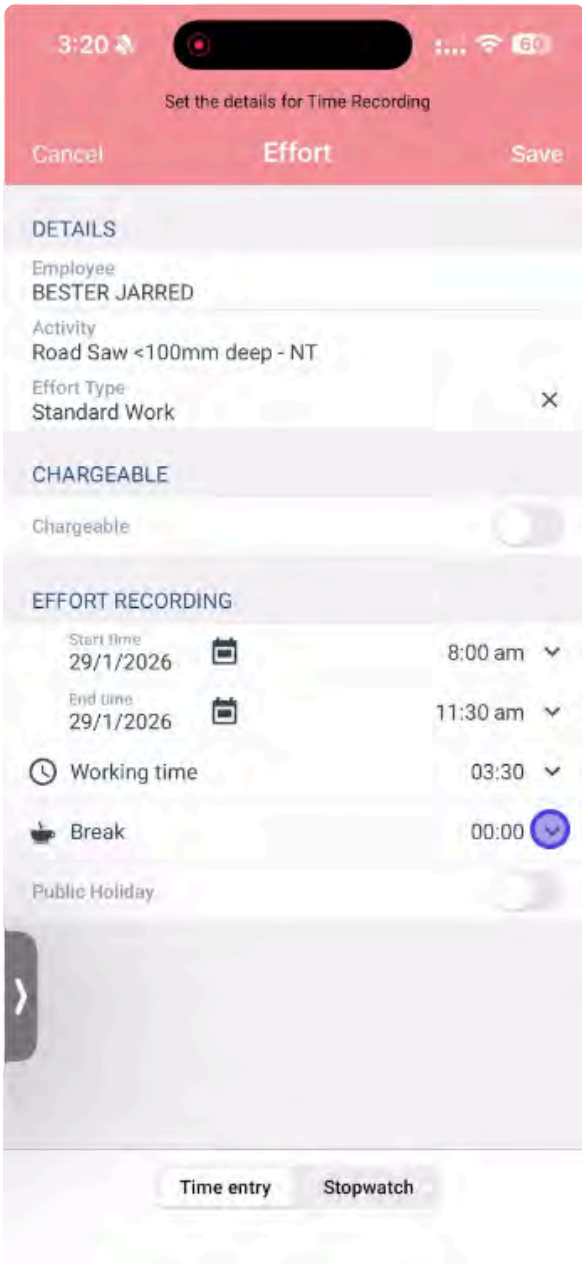 3:20
60
Set the details for Time Recording
Cancel Effort Save
DETAILS
Employee
BESTER JARRED
Activity
Road Saw <100mm deep - NT
Effort Type
Standard Work
CHARGEABLE
Chargeable
EFFORT RECORDING
Start time
29/1/2026 8:00 am
End time
29/1/2026 11:30 am
Working time 03:30
Break 00:00
Public Holiday
Time entry Stopwatch